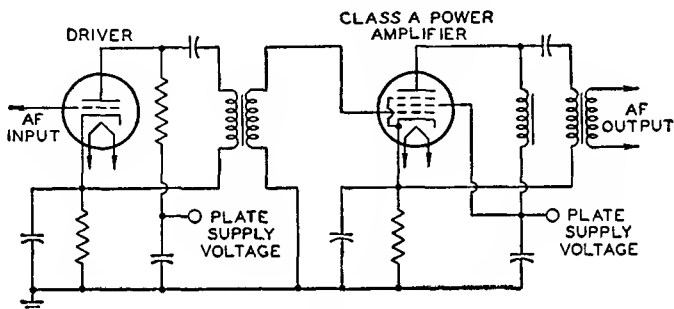 DRIVER
CLASS A POWER
AMPLIFIER
AF
INPUT
AF
OUTPUT
PLATE
SUPPLY
VOLTAGE
PLATE
SUPPLY
VOLTAGE